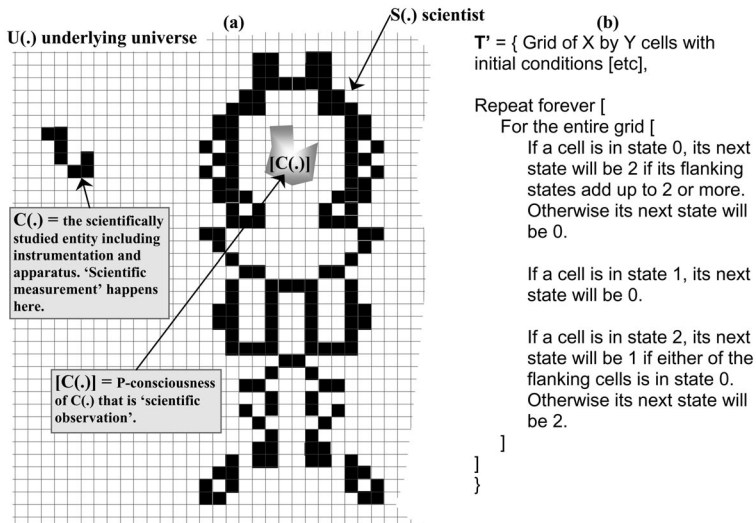 (a)
S(.) scientist
(b)
U(.) underlying universe
[C(.)]
C(.) = the scientifically
studied entity including
instrumentation and
apparatus. ‘Scientific
measurement’ happens
here.
[C(.)] = P-consciousness
of C(.) that is ‘scientific
observation’.
T’ = { Grid of X by Y cells with
initial conditions [etc],
Repeat forever [
For the entire grid [
If a cell is in state 0, its next
state will be 2 if its flanking
states add up to 2 or more.
Otherwise its next state will
be 0.
If a cell is in state 1, its next
state will be 0.
If a cell is in state 2, its next
state will be 1 if either of the
flanking cells is in state 0.
Otherwise its next state will
be 2.
]
]
}